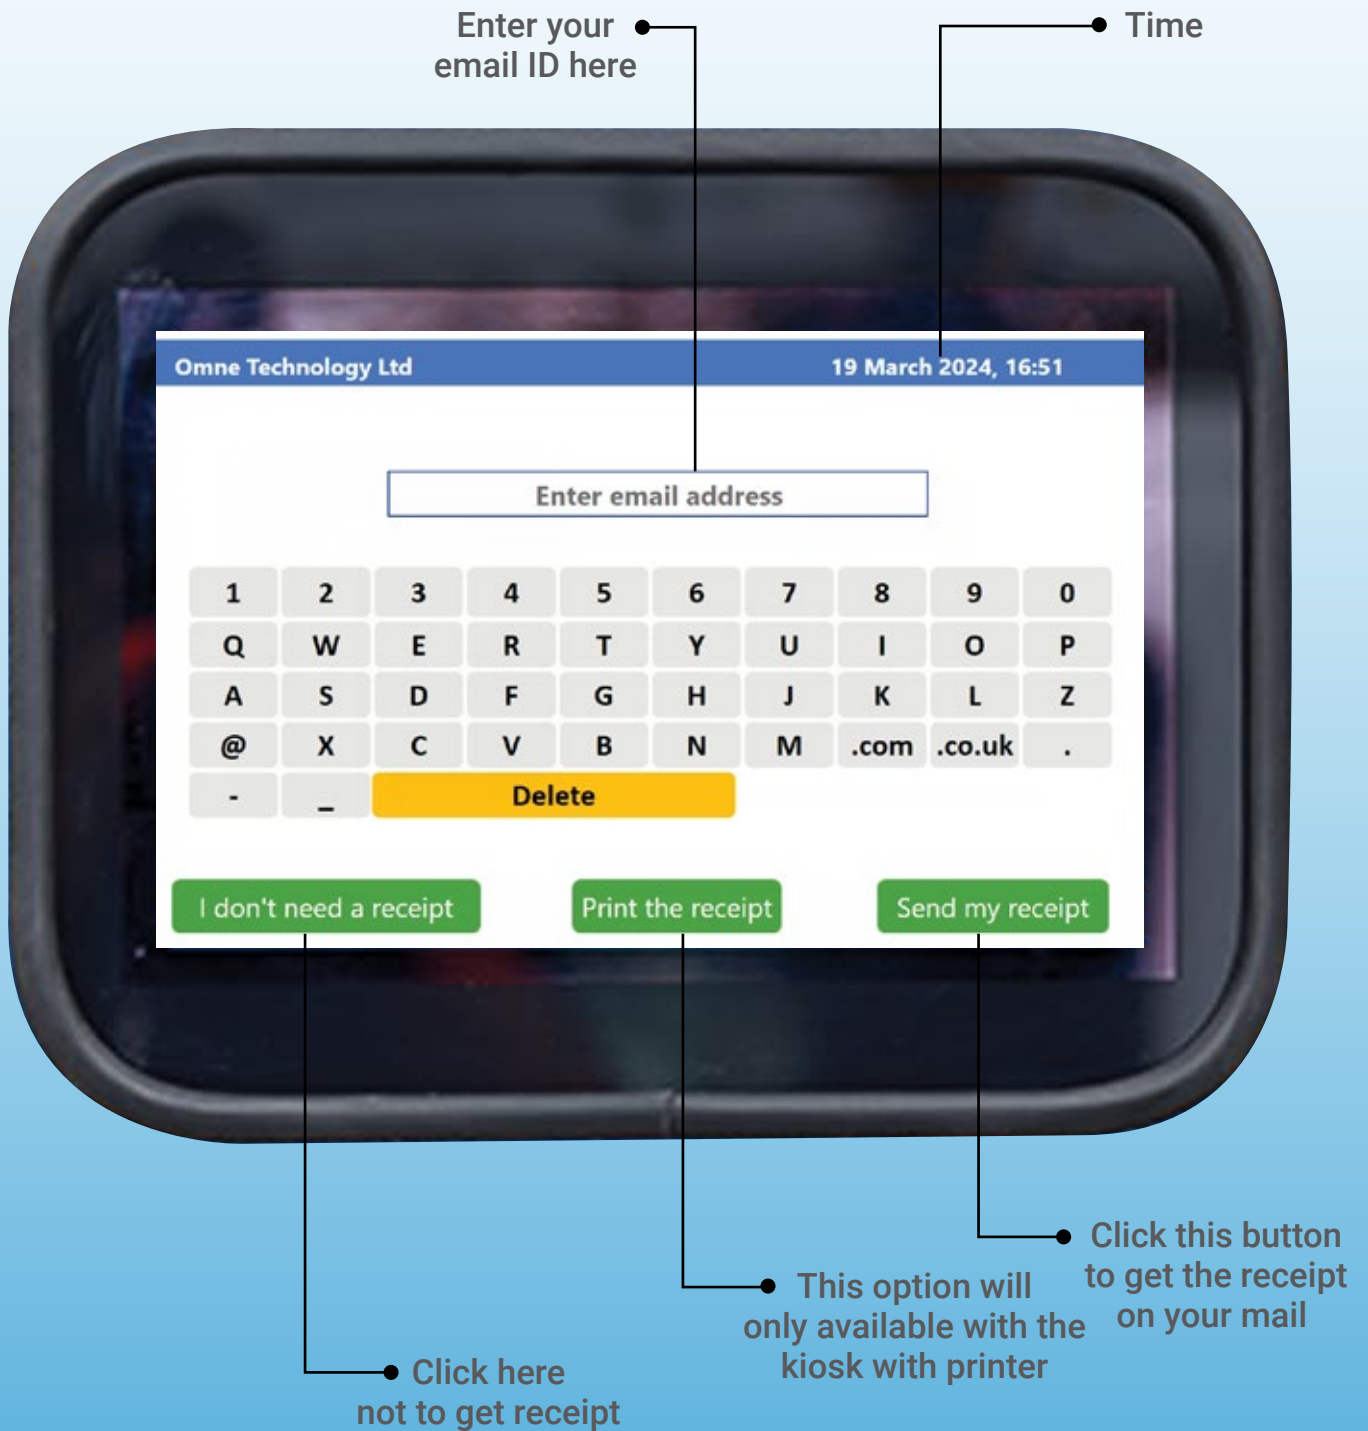 Enter your
email ID here
Time
Omne Technology Ltd
19 March 2024, 16:51
Enter email address
1 2 3 4 5 6 7 8 9 0
Q W E R T Y U I O P
A S D F G H J K L Z
@ X C V B N M .com .co.uk .
- _ Delete
I don't need a receipt
Print the receipt
Send my receipt
Click this button
to get the receipt
on your mail
This option will
only available with the
kiosk with printer
Click here
not to get receipt